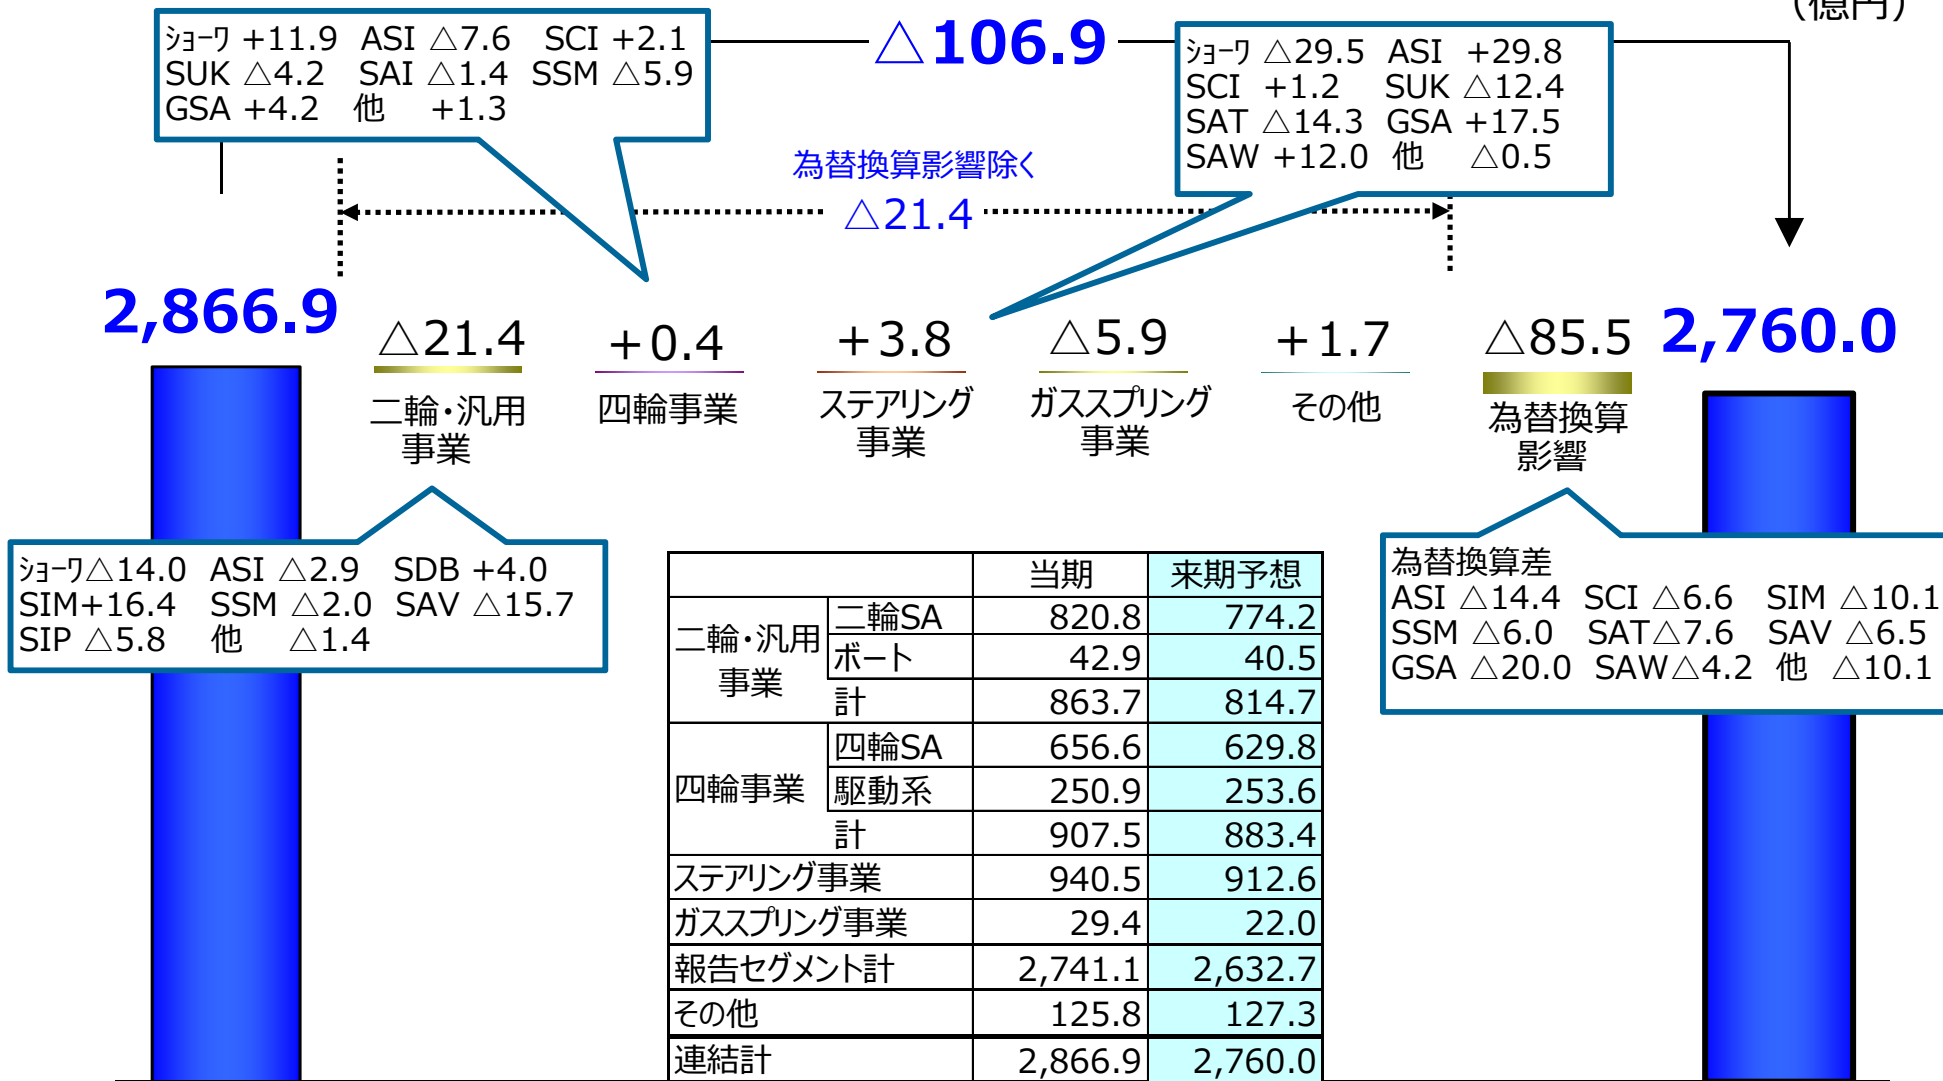 (億円)
ｼｮｰﾜ +11.9 ASI △7.6 SCI +2.1
SUK △4.2 SAI △1.4 SSM △5.9
GSA +4.2 他 +1.3
△106.9
ｼｮｰﾜ △29.5 ASI +29.8
SCI +1.2 SUK △12.4
SAT △14.3 GSA +17.5
SAW +12.0 他 △0.5
為替換算影響除く
△21.4
2,866.9
△21.4
二輪・汎用
事業
+0.4
四輪事業
+3.8
ステアリング
事業
△5.9
ガススプリング
事業
+1.7
その他
△85.5
為替換算
影響
2,760.0
ｼｮｰﾜ△14.0 ASI △2.9 SDB +4.0
SIM+16.4 SSM △2.0 SAV △15.7
SIP △5.8 他 △1.4
為替換算差
ASI △14.4 SCI △6.6 SIM △10.1
SSM △6.0 SAT△7.6 SAV △6.5
GSA △20.0 SAW△4.2 他 △10.1
当期 来期予想
二輪・汎用
事業
二輪SA 820.8 774.2
ボート 42.9 40.5
計 863.7 814.7
四輪事業
四輪SA 656.6 629.8
駆動系 250.9 253.6
計 907.5 883.4
ステアリング事業 940.5 912.6
ガススプリング事業 29.4 22.0
報告セグメント計 2,741.1 2,632.7
その他 125.8 127.3
連結計 2,866.9 2,760.0